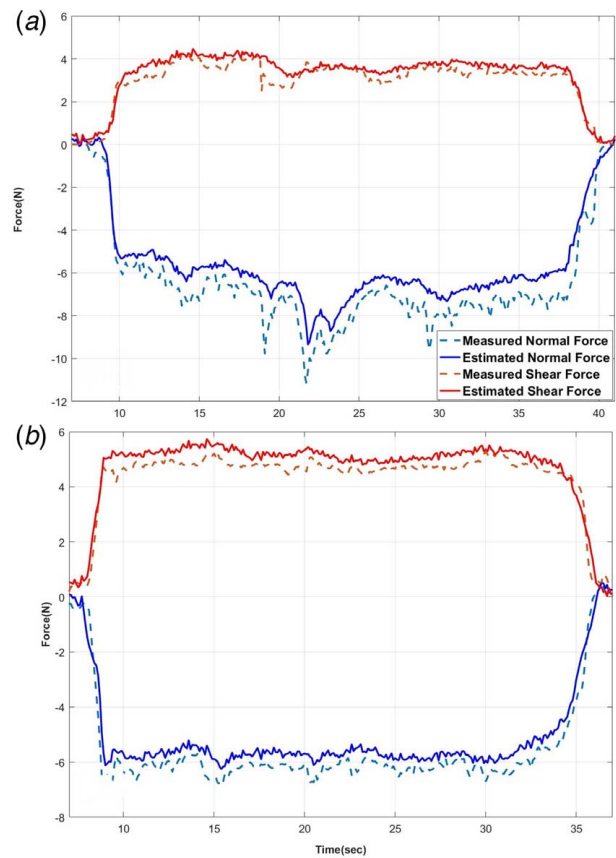 (a)
6
4
2
0
-2
-4
-6
-8
-10
-12
Force(N)
Measured Normal Force
Estimated Normal Force
Measured Shear Force
Estimated Shear Force
10 15 20 25 30 35 40
(b)
6
4
2
0
-2
-4
-6
-8
Force(N)
10 15 20 25 30 35
Time(sec)